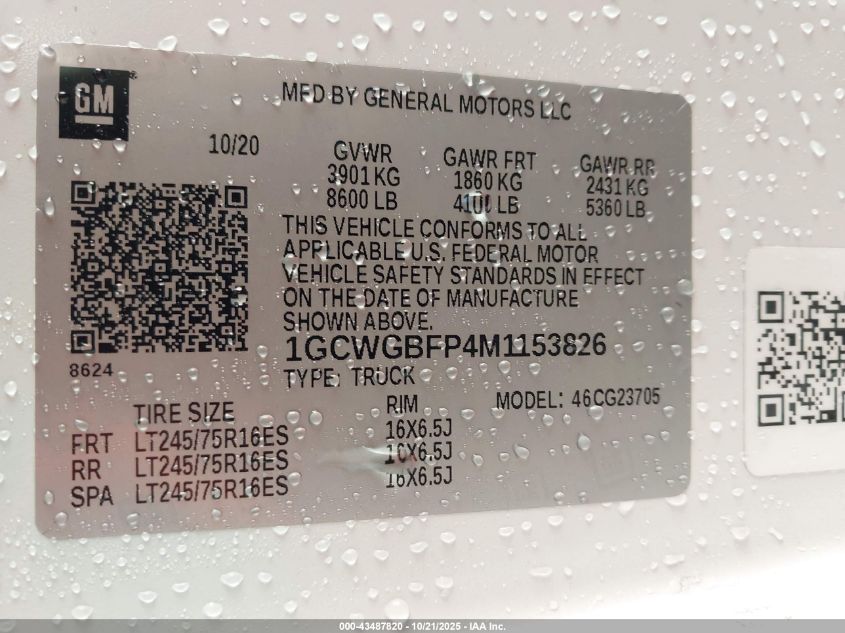 GM
MFD BY GENERAL MOTORS LLC
10/20
GVWR GAWR FRT GAWR RR
3901 KG 1860 KG 2431 KG
8600 LB 4100 LB 5360 LB
THIS VEHICLE CONFORMS TO ALL
APPLICABLE U.S. FEDERAL MOTOR
VEHICLE SAFETY STANDARDS IN EFFECT
ON THE DATE OF MANUFACTURE
SHOWN ABOVE.
1GCWGBFP4M1153826
8624
TYPE: TRUCK
MODEL: 46CG23705
TIRE SIZE RIM
FRT LT245/75R16ES 16X6.5J
RR LT245/75R16ES 16X6.5J
SPA LT245/75R16ES 16X6.5J
000-43487820 - 10/21/2025 - IAA Inc.